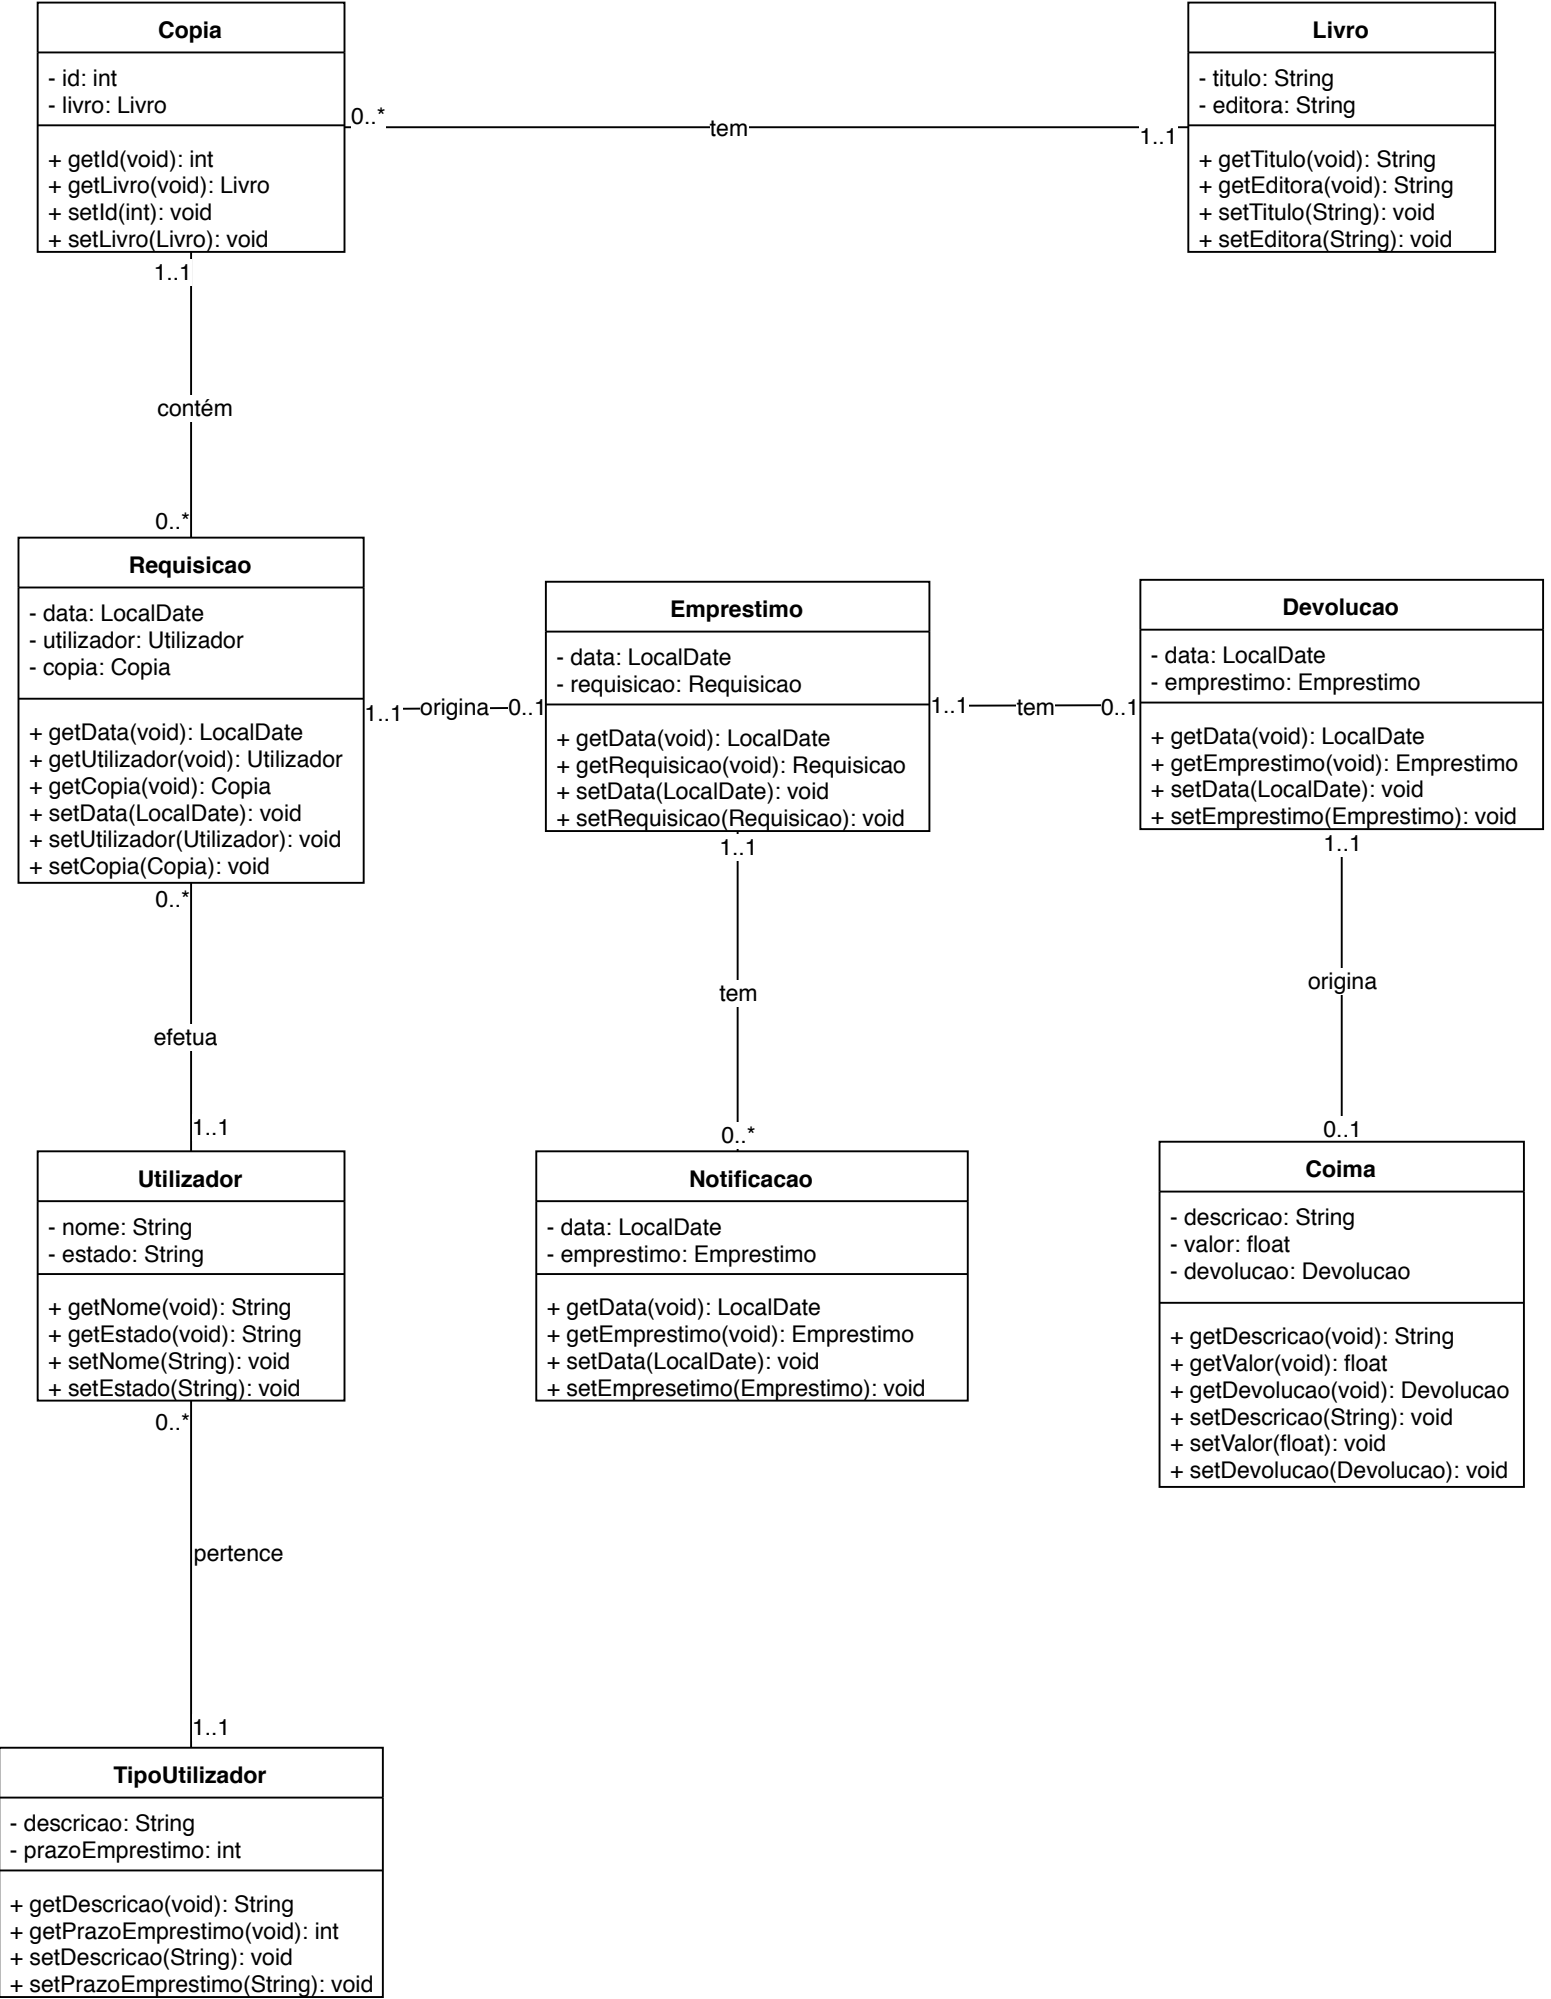 Copia
- id: int
- livro: Livro
+ getId(void): int
+ getLivro(void): Livro
+ setId(int): void
+ setLivro(Livro): void
0..*
tem
1..1
Livro
- titulo: String
- editora: String
+ getTitulo(void): String
+ getEditora(void): String
+ setTitulo(String): void
+ setEditora(String): void
1..1
contém
0..*
Requisicao
- data: LocalDate
- utilizador: Utilizador
- copia: Copia
+ getData(void): LocalDate
+ getUtilizador(void): Utilizador
+ getCopia(void): Copia
+ setData(LocalDate): void
+ setUtilizador(Utilizador): void
+ setCopia(Copia): void
1..1
origina
0..1
Emprestimo
- data: LocalDate
- requisicao: Requisicao
+ getData(void): LocalDate
+ getRequisicao(void): Requisicao
+ setData(LocalDate): void
+ setRequisicao(Requisicao): void
1..1
tem
0..1
Devolucao
- data: LocalDate
- emprestimo: Emprestimo
+ getData(void): LocalDate
+ getEmprestimo(void): Emprestimo
+ setData(LocalDate): void
+ setEmprestimo(Emprestimo): void
0..*
efetua
1..1
1..1
tem
0..*
1..1
origina
0..1
Utilizador
- nome: String
- estado: String
+ getNome(void): String
+ getEstado(void): String
+ setNome(String): void
+ setEstado(String): void
Notificacao
- data: LocalDate
- emprestimo: Emprestimo
+ getData(void): LocalDate
+ getEmprestimo(void): Emprestimo
+ setData(LocalDate): void
+ setEmpresetimo(Emprestimo): void
Coima
- descricao: String
- valor: float
- devolucao: Devolucao
+ getDescricao(void): String
+ getValor(void): float
+ getDevolucao(void): Devolucao
+ setDescricao(String): void
+ setValor(float): void
+ setDevolucao(Devolucao): void
0..*
pertence
1..1
TipoUtilizador
- descricao: String
- prazoEmprestimo: int
+ getDescricao(void): String
+ getPrazoEmprestimo(void): int
+ setDescricao(String): void
+ setPrazoEmprestimo(String): void